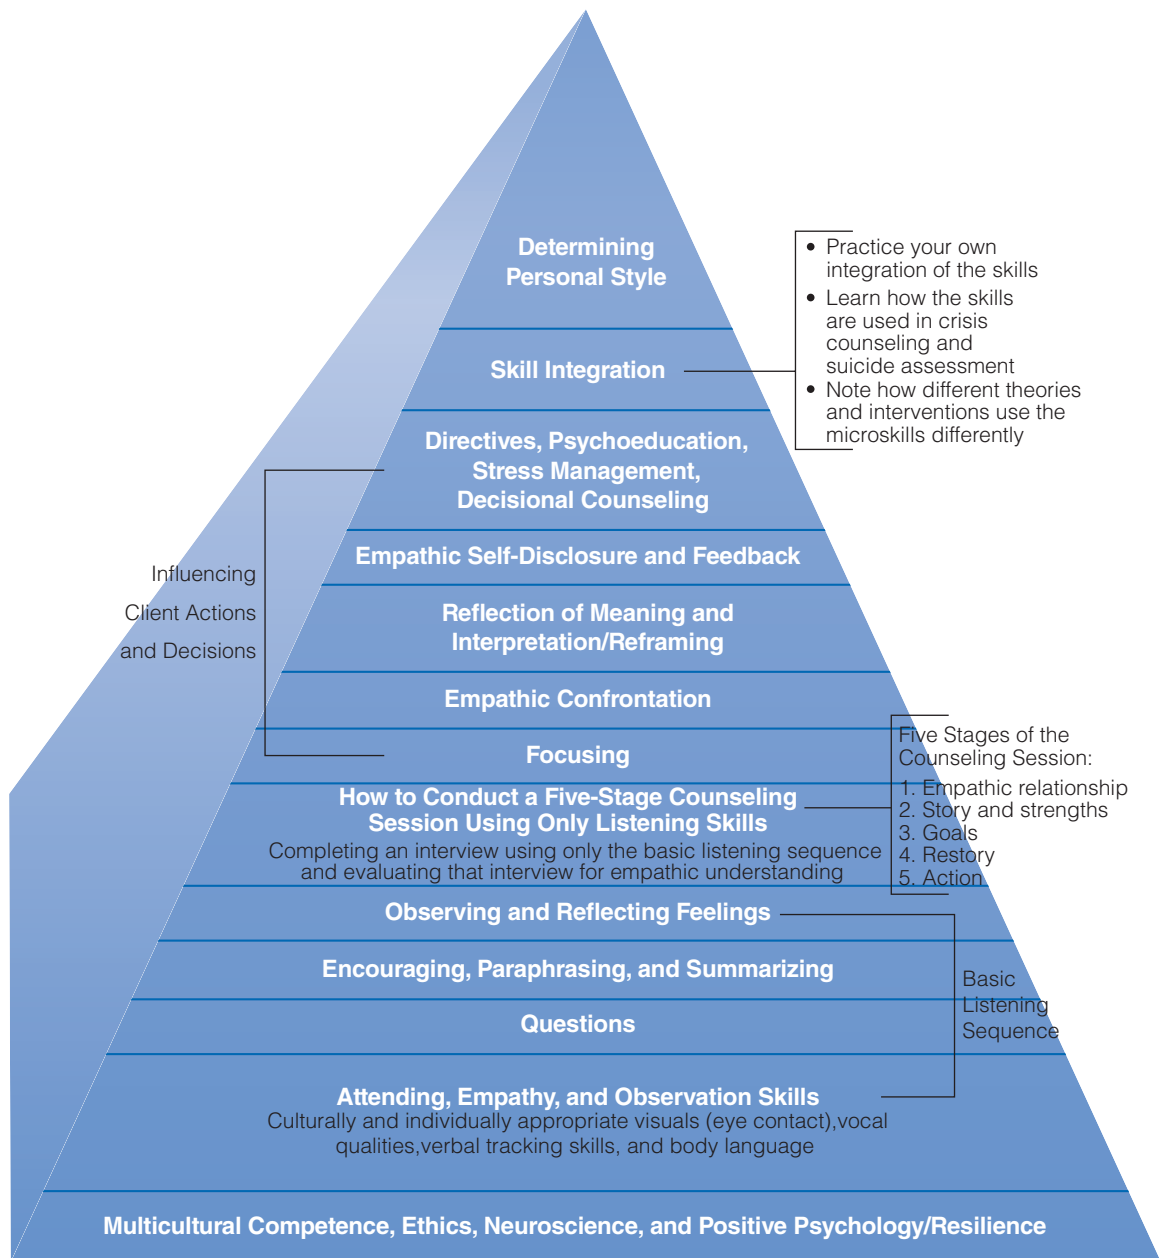 Determining
Personal Style
Skill Integration
• Practice your own
integration of the skills
• Learn how the skills
are used in crisis
counseling and
suicide assessment
• Note how different theories
and interventions use the
microskills differently
Directives, Psychoeducation,
Stress Management,
Decisional Counseling
Empathic Self-Disclosure and Feedback
Influencing
Client Actions
and Decisions
Reflection of Meaning and
Interpretation/Reframing
Empathic Confrontation
Focusing
How to Conduct a Five-Stage Counseling
Session Using Only Listening Skills
Completing an interview using only the basic listening sequence
and evaluating that interview for empathic understanding
Five Stages of the
Counseling Session:
1. Empathic relationship
2. Story and strengths
3. Goals
4. Restory
5. Action
Observing and Reflecting Feelings
Encouraging, Paraphrasing, and Summarizing
Questions
Basic
Listening
Sequence
Attending, Empathy, and Observation Skills
Culturally and individually appropriate visuals (eye contact),vocal
qualities,verbal tracking skills, and body language
Multicultural Competence, Ethics, Neuroscience, and Positive Psychology/Resilience